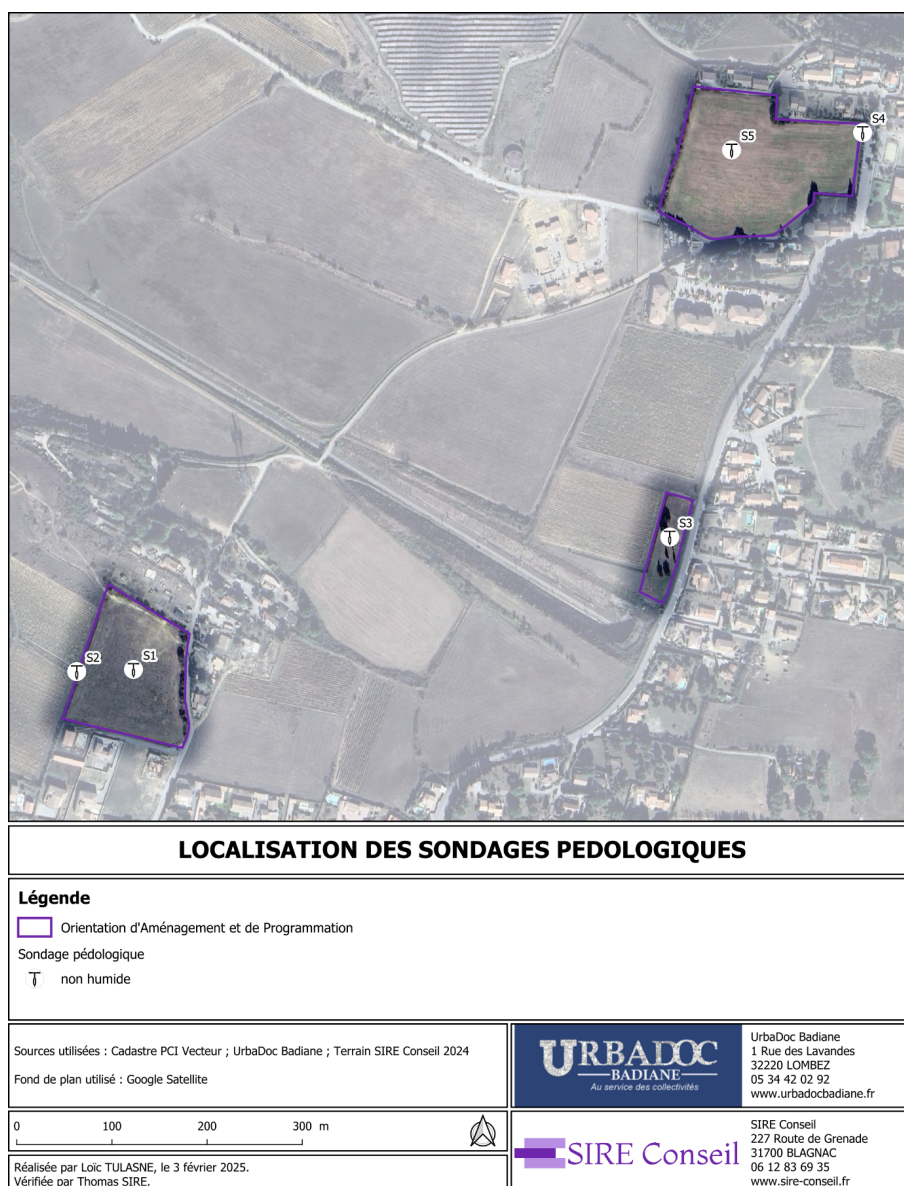 S5
S4
S3
S2
S1
LOCALISATION DES SONDAGES PEDOLOGIQUES
Légende
Orientation d'Aménagement et de Programmation
Sondage pédologique
non humide
Sources utilisées : Cadastre PCI Vecteur ; UrbaDoc Badiane ; Terrain SIRE Conseil 2024
Fond de plan utilisé : Google Satellite
URBADOC
BADIANE
Au service des collectivités
UrbaDoc Badiane
1 Rue des Lavandes
32220 LOMBEZ
05 34 42 02 92
www.urbadocbadiane.fr
0 100 200 300 m
Réalisée par Loïc TULASNE, le 3 février 2025.
Vérifiée par Thomas SIRE.
SIRE Conseil
SIRE Conseil
227 Route de Grenade
31700 BLAGNAC
06 12 83 69 35
www.sire-conseil.fr